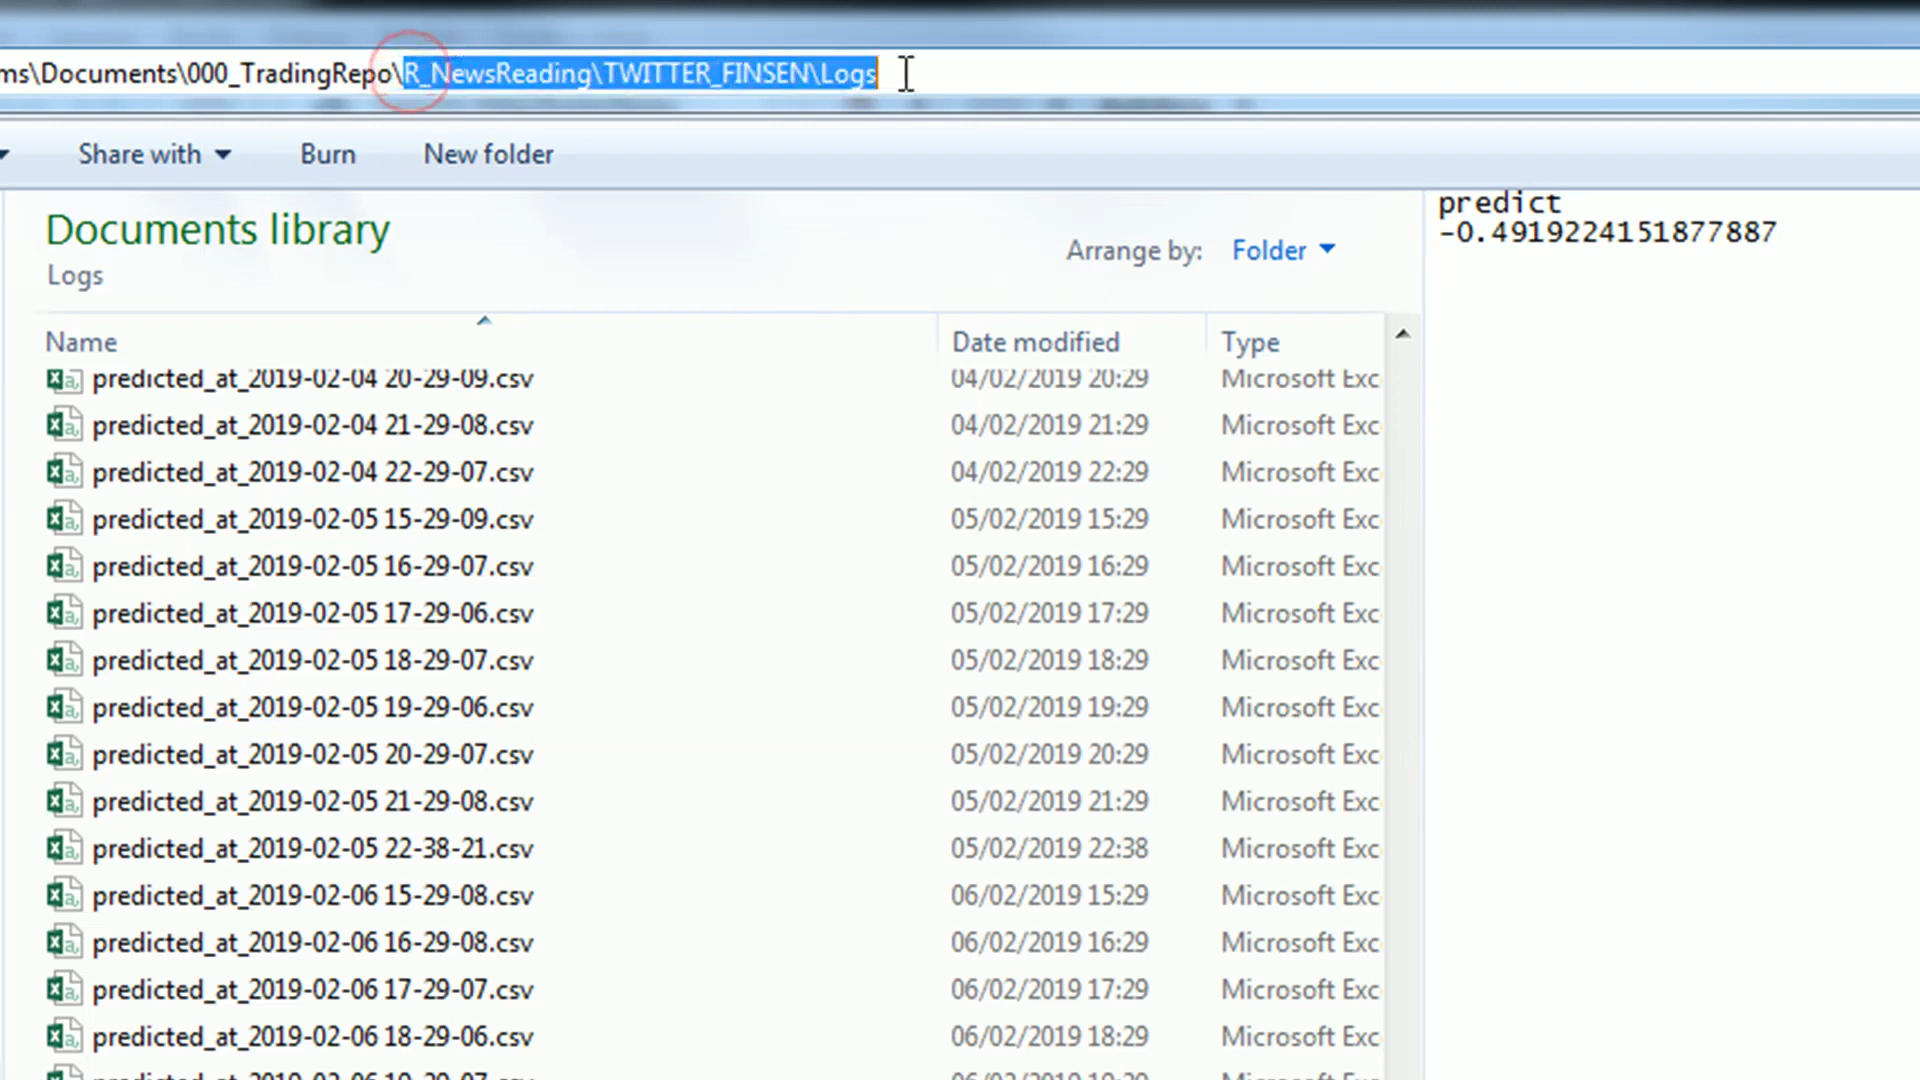 ms\Documents\000_TradingRepo\R_NewsReading\TWITTER_FINSEN\Logs
Share with Burn New folder
Documents library
Logs
Arrange by: Folder
predict
-0.4919224151877887
Name Date modified Type
predicted_at_2019-02-04 20-29-09.csv 04/02/2019 20:29 Microsoft Exc
predicted_at_2019-02-04 21-29-08.csv 04/02/2019 21:29 Microsoft Exc
predicted_at_2019-02-04 22-29-07.csv 04/02/2019 22:29 Microsoft Exc
predicted_at_2019-02-05 15-29-09.csv 05/02/2019 15:29 Microsoft Exc
predicted_at_2019-02-05 16-29-07.csv 05/02/2019 16:29 Microsoft Exc
predicted_at_2019-02-05 17-29-06.csv 05/02/2019 17:29 Microsoft Exc
predicted_at_2019-02-05 18-29-07.csv 05/02/2019 18:29 Microsoft Exc
predicted_at_2019-02-05 19-29-06.csv 05/02/2019 19:29 Microsoft Exc
predicted_at_2019-02-05 20-29-07.csv 05/02/2019 20:29 Microsoft Exc
predicted_at_2019-02-05 21-29-08.csv 05/02/2019 21:29 Microsoft Exc
predicted_at_2019-02-05 22-38-21.csv 05/02/2019 22:38 Microsoft Exc
predicted_at_2019-02-06 15-29-08.csv 06/02/2019 15:29 Microsoft Exc
predicted_at_2019-02-06 16-29-08.csv 06/02/2019 16:29 Microsoft Exc
predicted_at_2019-02-06 17-29-07.csv 06/02/2019 17:29 Microsoft Exc
predicted_at_2019-02-06 18-29-06.csv 06/02/2019 18:29 Microsoft Exc